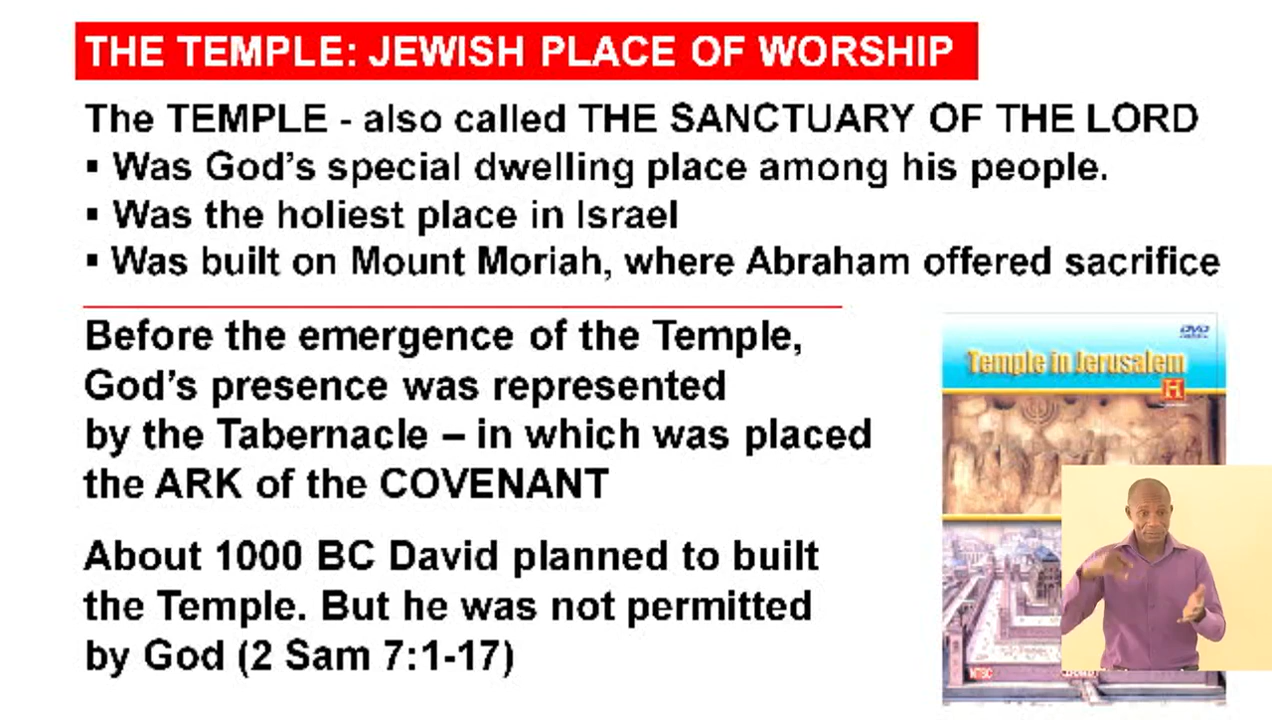 THE TEMPLE: JEWISH PLACE OF WORSHIP
The TEMPLE - also called THE SANCTUARY OF THE LORD
▪ Was God’s special dwelling place among his people.
▪ Was the holiest place in Israel
▪ Was built on Mount Moriah, where Abraham offered sacrifice
Before the emergence of the Temple,
God’s presence was represented
by the Tabernacle – in which was placed
the ARK of the COVENANT
About 1000 BC David planned to built
the Temple. But he was not permitted
by God (2 Sam 7:1-17)
DVD
Temple in Jerusalem
H